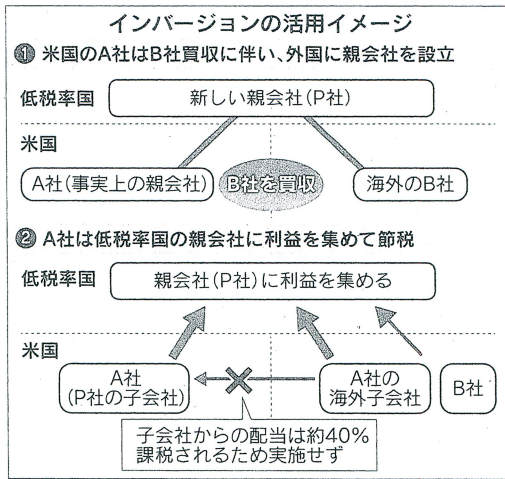 インバージョンの活用イメージ
❶ 米国のA社はB社買収に伴い、外国に親会社を設立
低税率国
新しい親会社(P社)
米国
A社(事実上の親会社)
B社を買収
海外のB社
❷ A社は低税率国の親会社に利益を集めて節税
低税率国
親会社(P社)に利益を集める
米国
A社
(P社の子会社)
A社の
海外子会社
B社
子会社からの配当は約40%
課税されるため実施せず